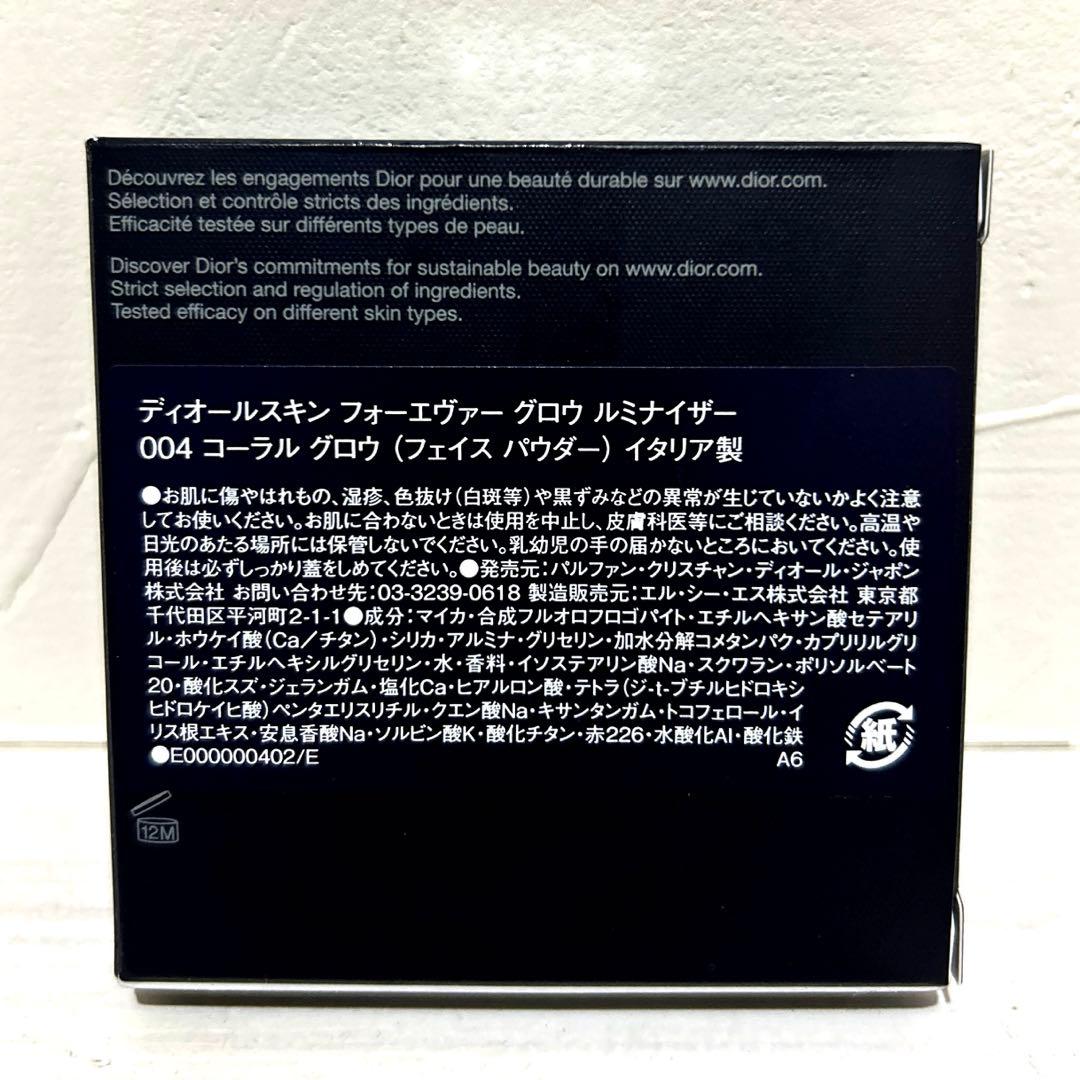 Découvrez les engagements Dior pour une beauté durable sur www.dior.com.
Sélection et contrôle stricts des ingrédients.
Efficacité testée sur différents types de peau.
Discover Dior's commitments for sustainable beauty on www.dior.com.
Strict selection and regulation of ingredients.
Tested efficacy on different skin types.
ディオールスキン フォーエヴァー グロウ ルミナイザー
004 コーラル グロウ (フェイス パウダー) イタリア製
●お肌に傷やはれもの、湿疹、色抜け(白斑等)や黒ずみなどの異常が生じていないかよく注意
してお使いください。お肌に合わないときは使用を中止し、皮膚科医等にご相談ください。高温や
日光のあたる場所には保管しないでください。乳幼児の手の届かないところにおいてください。使
用後は必ずしっかり蓋をしめてください。●発売元:パルファン・クリスチャン・ディオール・ジャポン
株式会社 お問い合わせ先:03-3239-0618 製造販売元:エル・シー・エス株式会社 東京都
千代田区平河町2-1-1●成分:マイカ・合成フルオロフロゴパイト・エチルヘキサン酸セテアリ
ル・ホウケイ酸(Ca/チタン)・シリカ・アルミナ・グリセリン・加水分解コメタンパク・カプリリルグリ
コール・エチルヘキシルグリセリン・水・香料・イソステアリン酸Na・スクワラン・ポリソルベート
20・酸化スズ・ジェランガム・塩化Ca・ヒアルロン酸・テトラ(ジ-t-ブチルヒドロキシ
ヒドロケイヒ酸)ペンタエリスリチル・クエン酸Na・キサンタンガム・トコフェロール・イ
リス根エキス・安息香酸Na・ソルビン酸K・酸化チタン・赤226・水酸化Al・酸化鉄
●E000000402/E A6
紙
12M